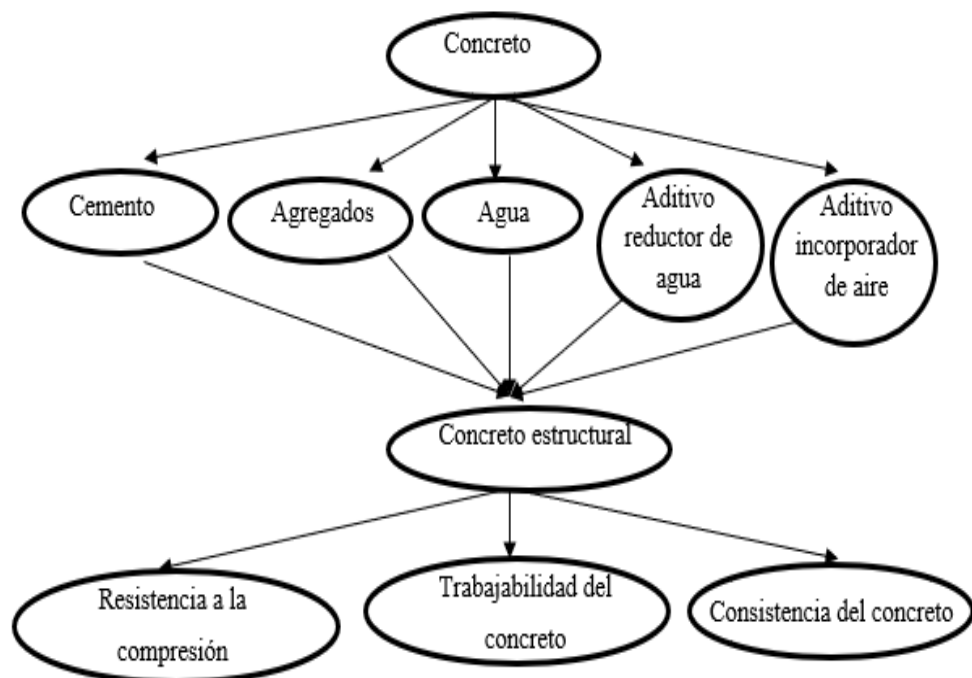 Concreto
Cemento
Agregados
Agua
Aditivo
reductor de
agua
Aditivo
incorporador
de aire
Concreto estructural
Resistencia a la
compresión
Trabajabilidad del
concreto
Consistencia del concreto